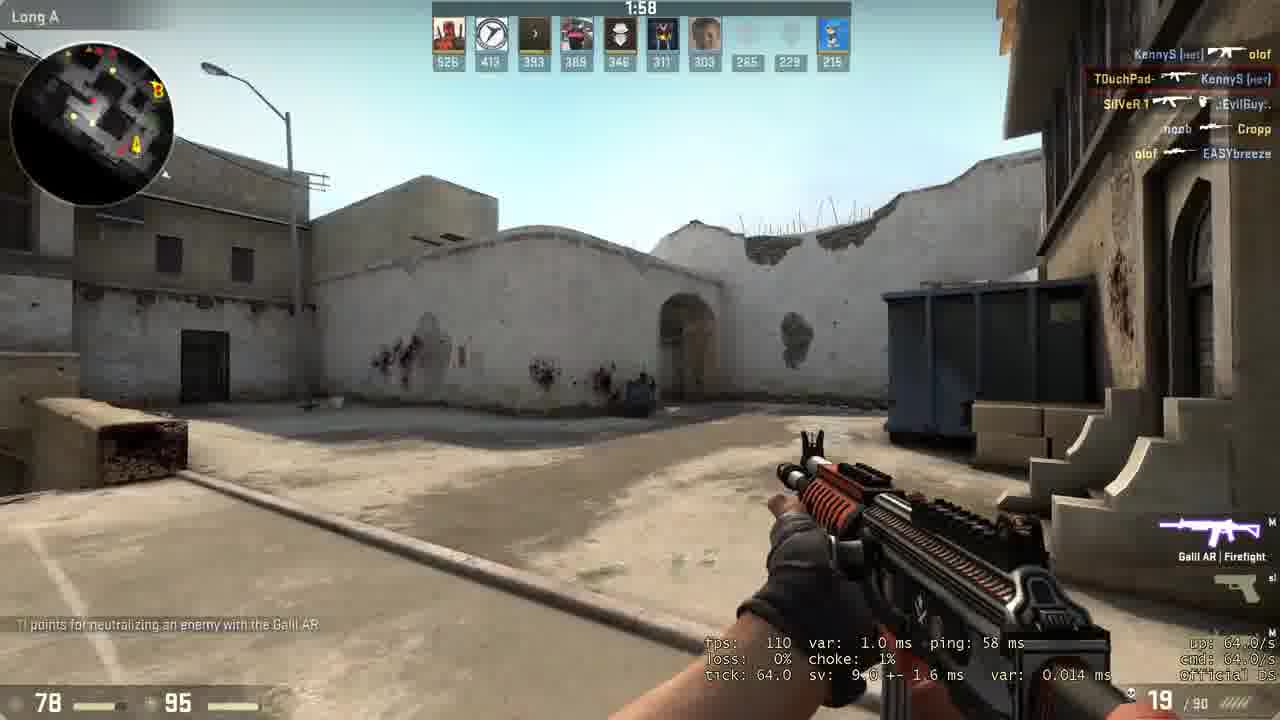 Long A
1:58
526 413 393 369 346 311 303 265 229 215
KennyS [HET] olof
T0uchPad- KennyS [HET]
SilVeR 1 .:EvilGuy:.
noob Cropp
olof EASYbreeze
B
A
Galil AR | Firefight
11 points for neutralizing an enemy with the Galil AR
fps: 110 var: 1.0 ms ping: 58 ms up: 64.0/s
loss: 0% choke: 1% cmd: 64.0/s
tick: 64.0 sv: 9.0 +- 1.6 ms var: 0.014 ms official DS
78 95 19 / 90